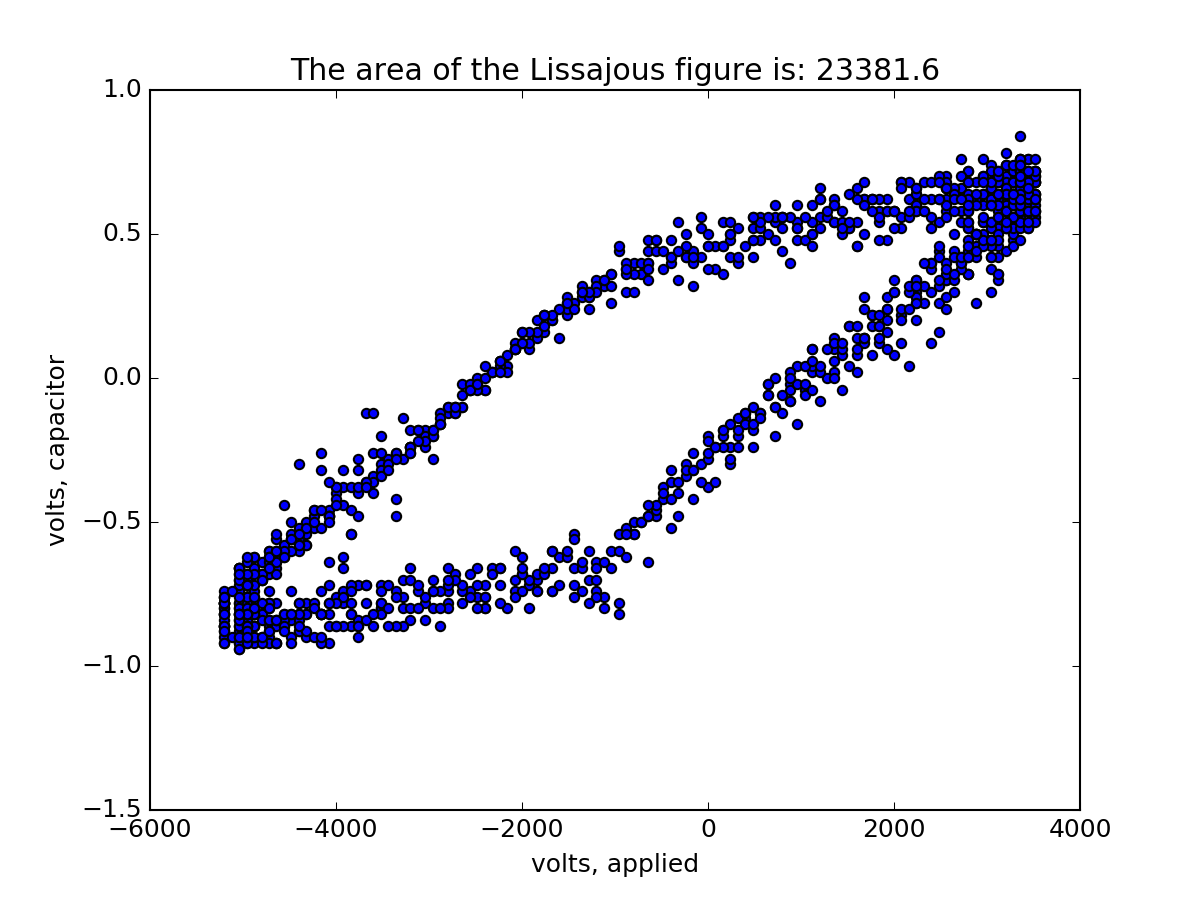 The area of the Lissajous figure is: 23381.6
1.0
0.5
0.0
−0.5
−1.0
−1.5
volts, capacitor
−6000 −4000 −2000 0 2000 4000
volts, applied